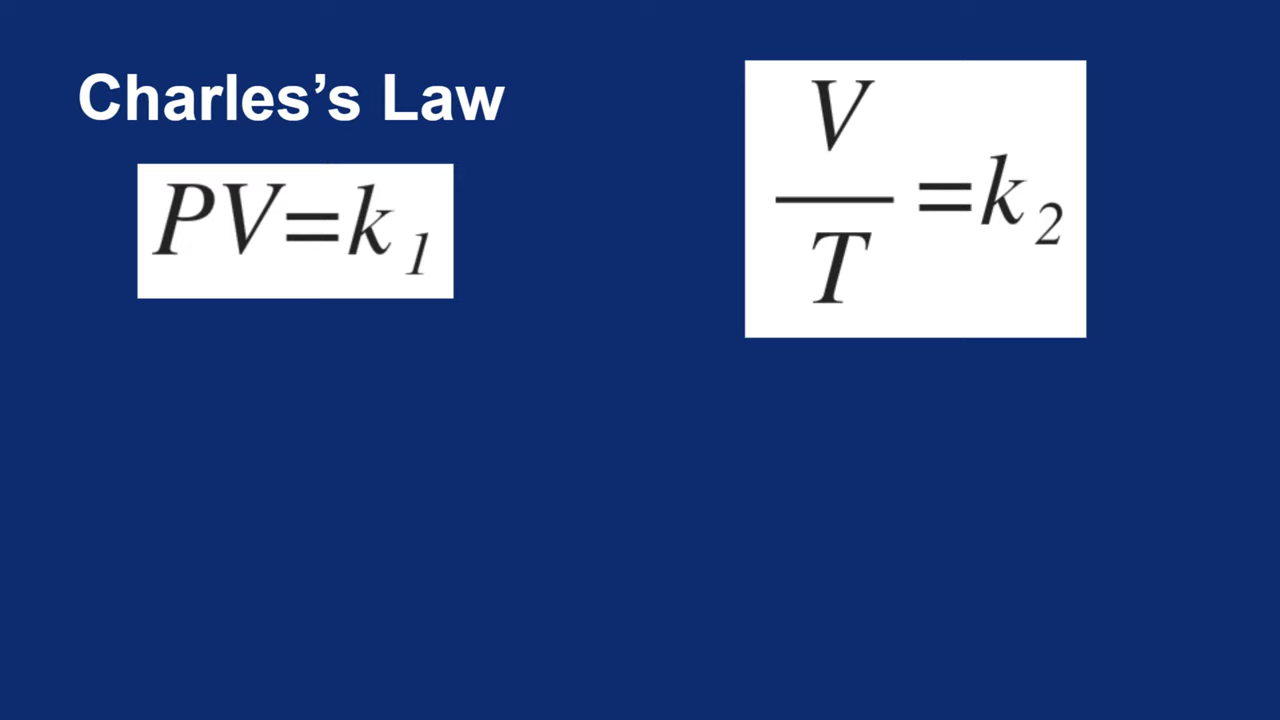 Charles’s Law
PV=k₁
V
T
=k₂